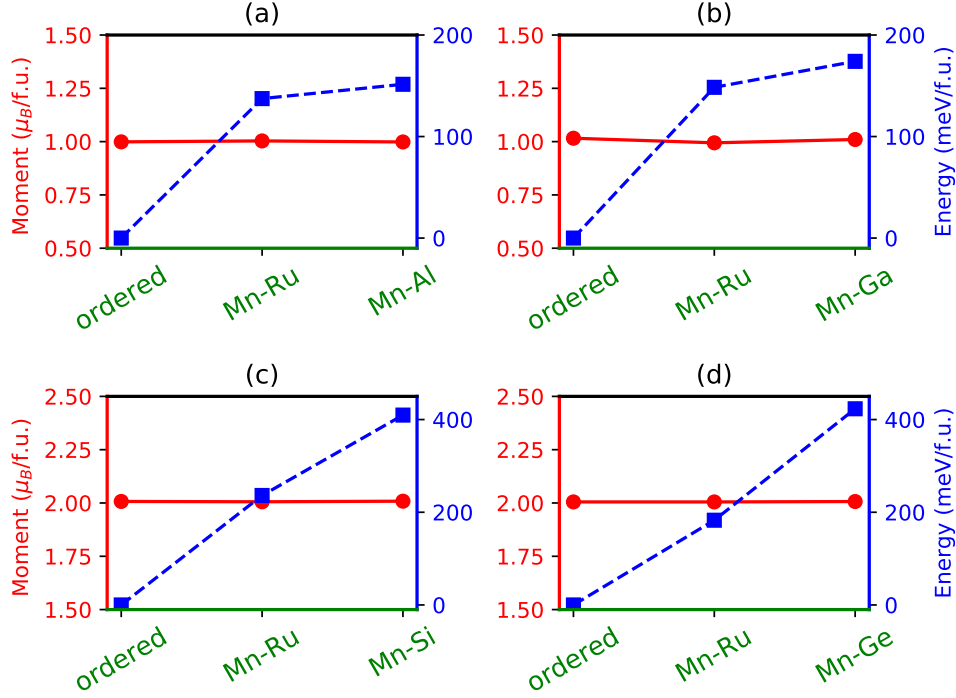 (a)
1.50
1.25
1.00
0.75
0.50
Moment (μB/f.u.)
200
100
0
ordered
Mn-Ru
Mn-Al
(b)
1.50
1.25
1.00
0.75
0.50
200
100
0
Energy (meV/f.u.)
ordered
Mn-Ru
Mn-Ga
(c)
2.50
2.25
2.00
1.75
1.50
Moment (μB/f.u.)
400
200
0
ordered
Mn-Ru
Mn-Si
(d)
2.50
2.25
2.00
1.75
1.50
400
200
0
Energy (meV/f.u.)
ordered
Mn-Ru
Mn-Ge